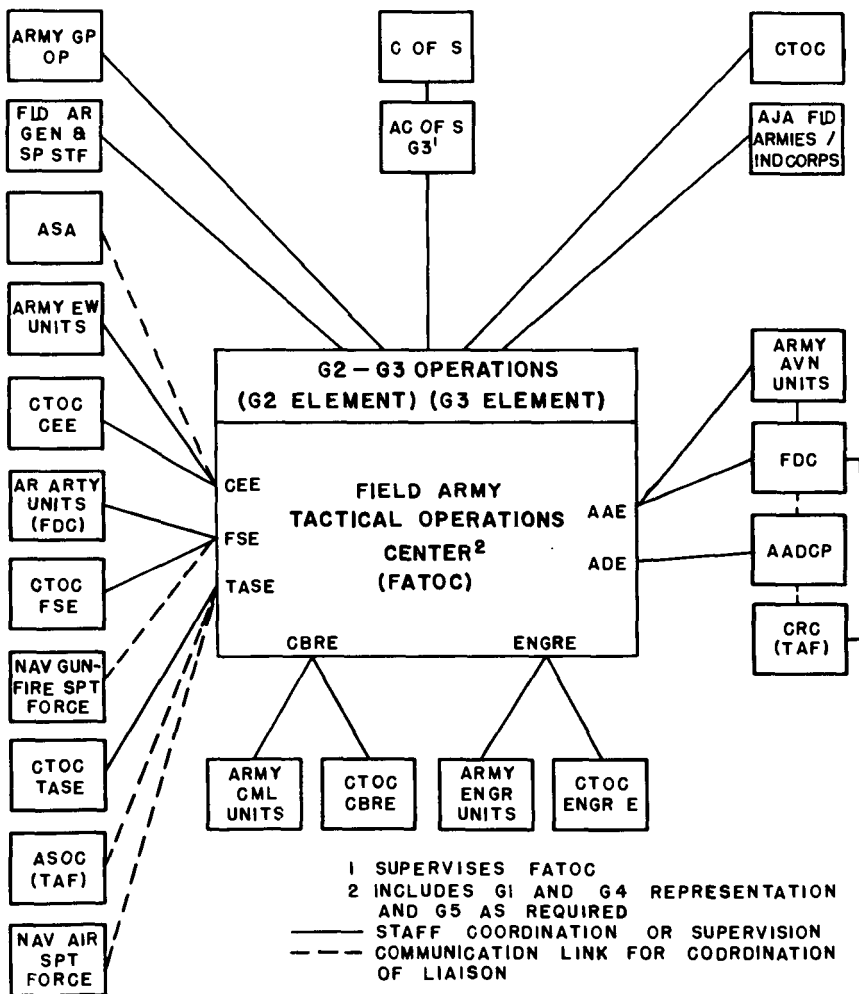 ARMY GP
OP
FLD AR
GEN &
SP STF
ASA
ARMY EW
UNITS
CTOC
CEE
AR ARTY
UNITS
(FDC)
CTOC
FSE
NAV GUN-
FIRE SPT
FORCE
CTOC
TASE
ASOC
(TAF)
NAV AIR
SPT
FORCE
C OF S
AC OF S
G3¹
CTOC
AJA FLD
ARMIES /
IND CORPS
G2-G3 OPERATIONS
(G2 ELEMENT) (G3 ELEMENT)
CEE
FSE
TASE
FIELD ARMY
TACTICAL OPERATIONS
CENTER²
(FATOC)
AAE
ADE
CBRE
ENGRE
ARMY
AVN
UNITS
FDC
AADCP
CRC
(TAF)
ARMY
CML
UNITS
CTOC
CBRE
ARMY
ENGR
UNITS
CTOC
ENGR E
1 SUPERVISES FATOC
2 INCLUDES G1 AND G4 REPRESENTATION
AND G5 AS REQUIRED
STAFF COORDINATION OR SUPERVISION
COMMUNICATION LINK FOR COORDINATION
OF LIAISON